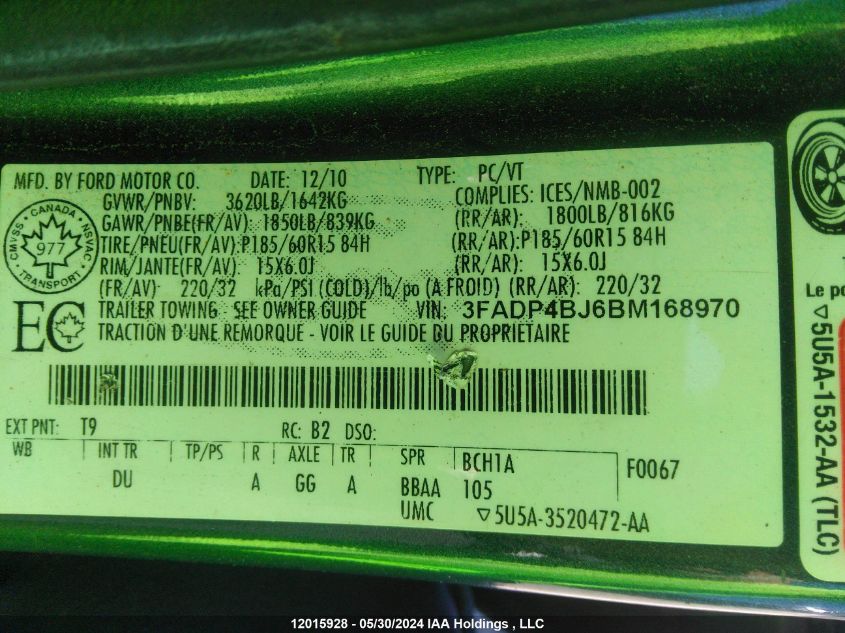 MFD. BY FORD MOTOR CO. DATE: 12/10 TYPE: PC/VT
GVWR/PNBV: 3620LB/1642KG COMPLIES: ICES/NMB-002
GAWR/PNBE(FR/AV): 1850LB/839KG (RR/AR): 1800LB/816KG
TIRE/PNEU(FR/AV): P185/60R15 84H (RR/AR): P185/60R15 84H
RIM/JANTE(FR/AV): 15X6.0J (RR/AR): 15X6.0J
(FR/AV) 220/32 kPa/PSI (COLD)/lb/po (A FROID) (RR/AR): 220/32
TRAILER TOWING - SEE OWNER GUIDE VIN: 3FADP4BJ6BM168970
TRACTION D'UNE REMORQUE - VOIR LE GUIDE DU PROPRIETAIRE
CANADA
CMVSS NSVAC
977
TRANSPORT
EC
EXT PNT: T9 RC: B2 DSO:
WB INT TR TP/PS R AXLE TR SPR BCH1A F0067
DU A GG A BBAA 105
UMC ▽5U5A-3520472-AA
Le po
▽5U5A-1532-AA (TLC)
12015928 - 05/30/2024 IAA Holdings , LLC